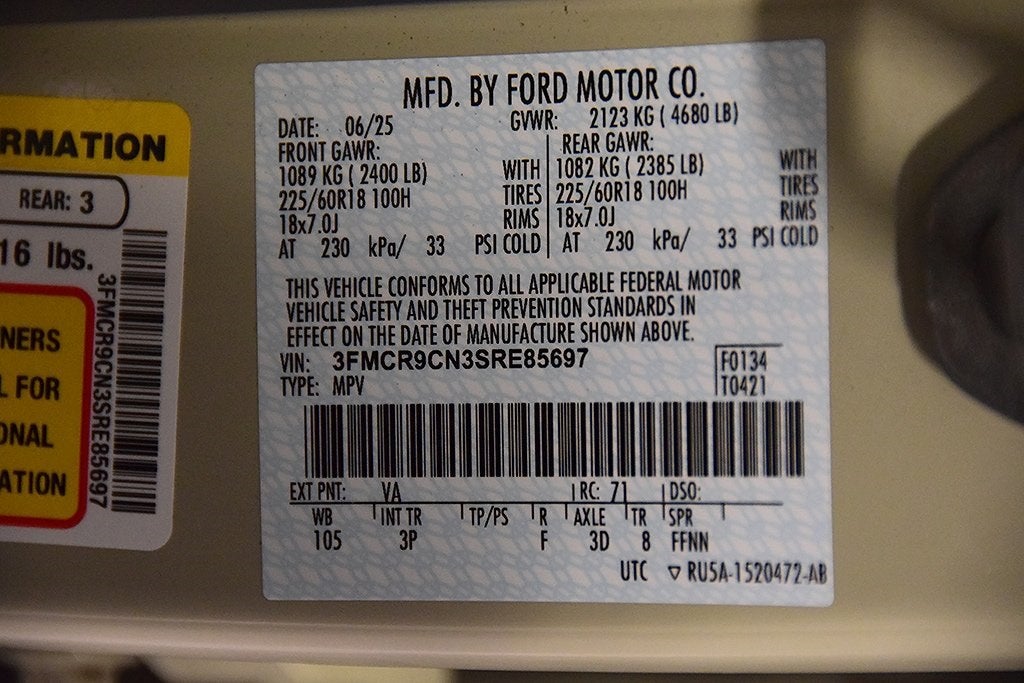 RMATION
REAR: 3
16 lbs.
NERS
L FOR
ONAL
ATION
3FMCR9CN3SRE85697
MFD. BY FORD MOTOR CO.
DATE: 06/25 GVWR: 2123 KG ( 4680 LB)
FRONT GAWR: REAR GAWR:
1089 KG ( 2400 LB) WITH 1082 KG ( 2385 LB) WITH
225/60R18 100H TIRES 225/60R18 100H TIRES
18x7.0J RIMS 18x7.0J RIMS
AT 230 kPa/ 33 PSI COLD AT 230 kPa/ 33 PSI COLD
THIS VEHICLE CONFORMS TO ALL APPLICABLE FEDERAL MOTOR
VEHICLE SAFETY AND THEFT PREVENTION STANDARDS IN
EFFECT ON THE DATE OF MANUFACTURE SHOWN ABOVE.
VIN: 3FMCR9CN3SRE85697 F0134
TYPE: MPV T0421
EXT PNT: VA RC: 71 DSO:
WB INT TR TP/PS R AXLE TR SPR
105 3P F 3D 8 FFNN
UTC ▽ RU5A-1520472-AB